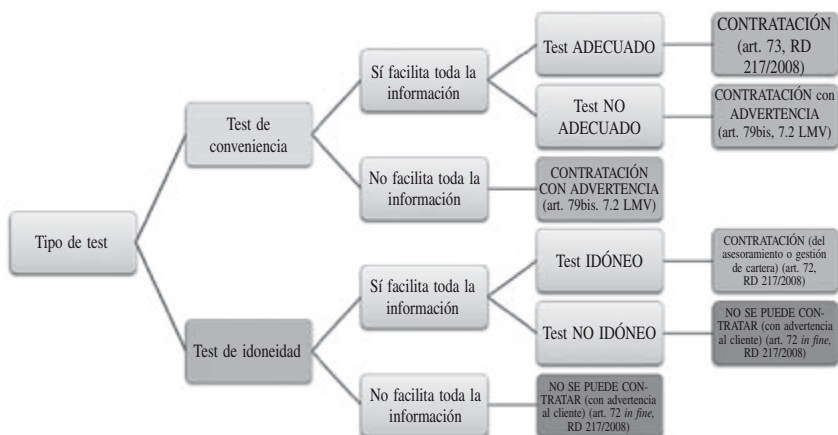 Tipo de test
Test de
conveniencia
Sí facilita toda la
información
Test ADECUADO
CONTRATACIÓN
(art. 73, RD
217/2008)
Test NO
ADECUADO
CONTRATACIÓN con
ADVERTENCIA
(art. 79bis, 7.2 LMV)
No facilita toda la
información
CONTRATACIÓN
CON ADVERTENCIA
(art. 79bis. 7.2 LMV)
Test de idoneidad
Sí facilita toda la
información
Test IDÓNEO
CONTRATACIÓN (del
asesoramiento o gestión
de cartera) (art. 72,
RD 217/2008)
Test NO IDÓNEO
NO SE PUEDE CON-
TRATAR (con advertencia
al cliente) (art. 72 in fine,
RD 217/2008)
No facilita toda la
información
NO SE PUEDE CON-
TRATAR (con advertencia
al cliente) (art. 72 in fine,
RD 217/2008)